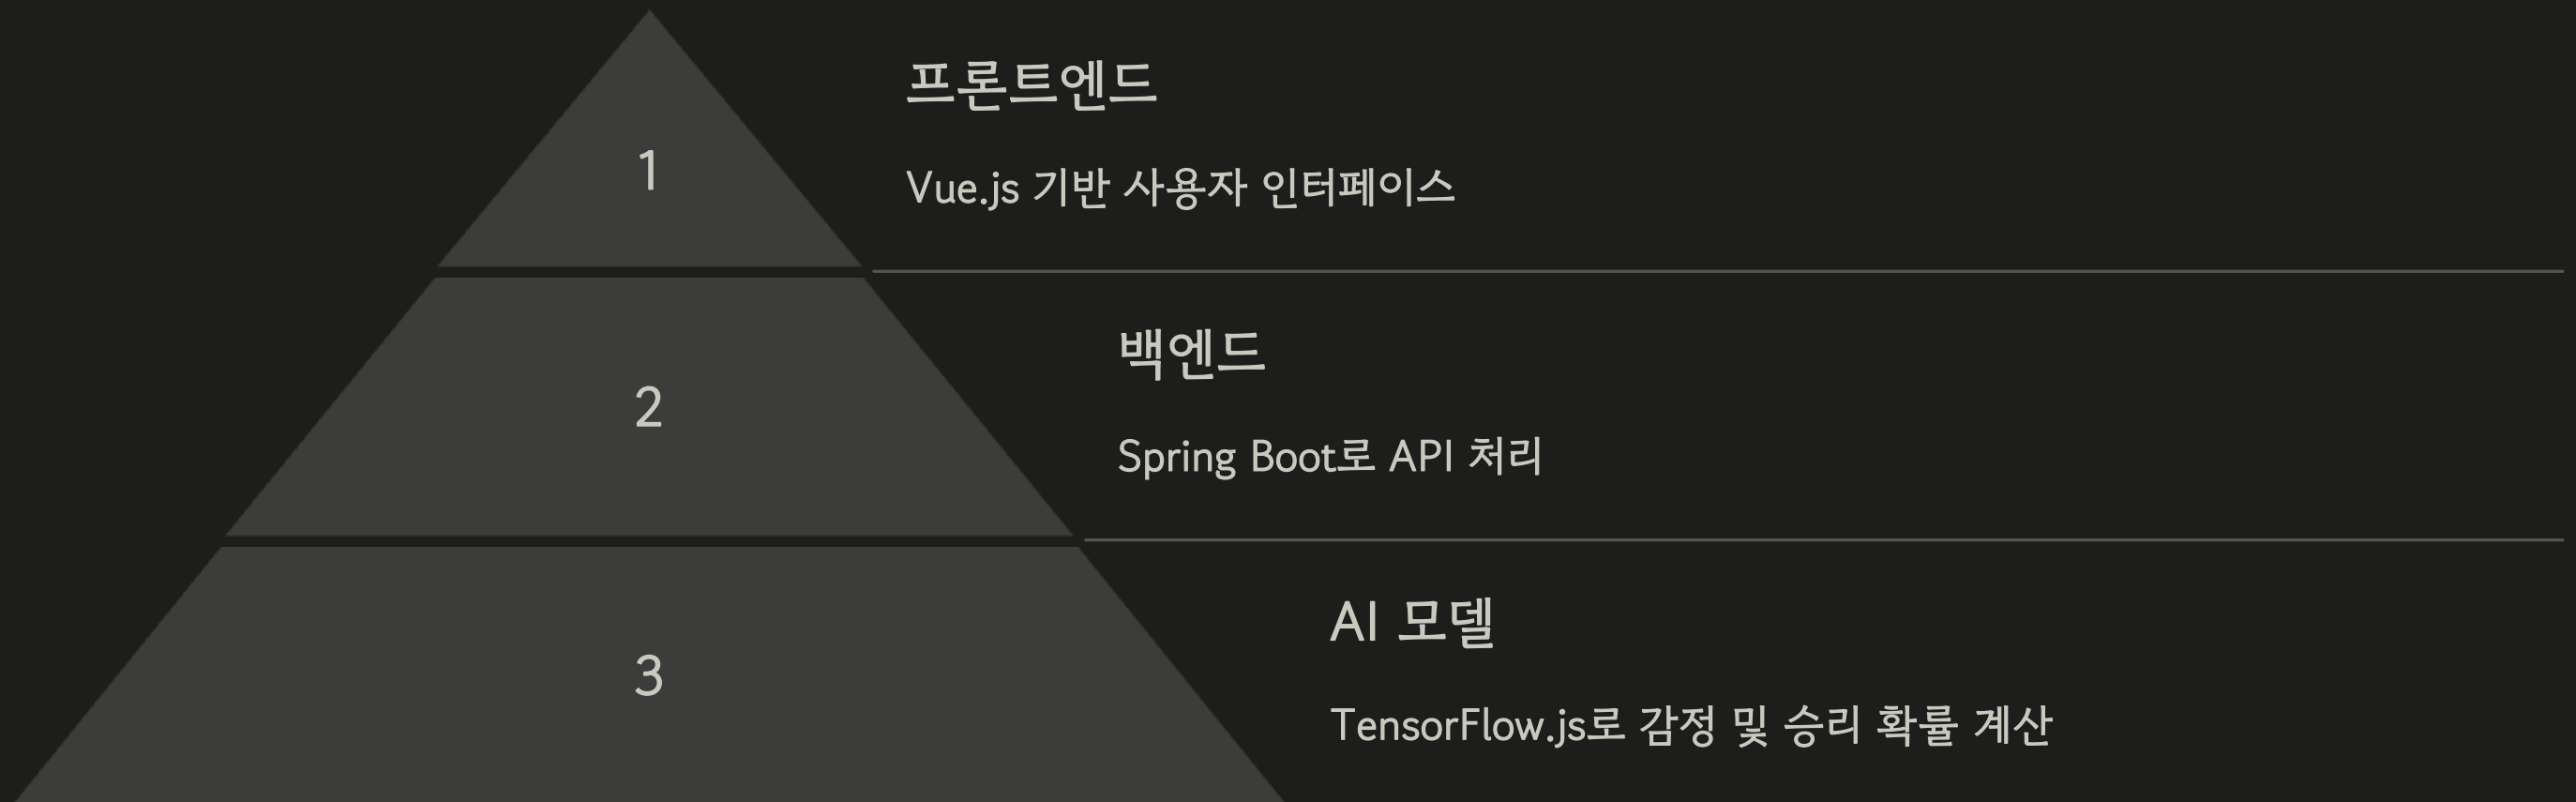 1
프론트엔드
Vue.js 기반 사용자 인터페이스
2
백엔드
Spring Boot로 API 처리
3
AI 모델
TensorFlow.js로 감정 및 승리 확률 계산